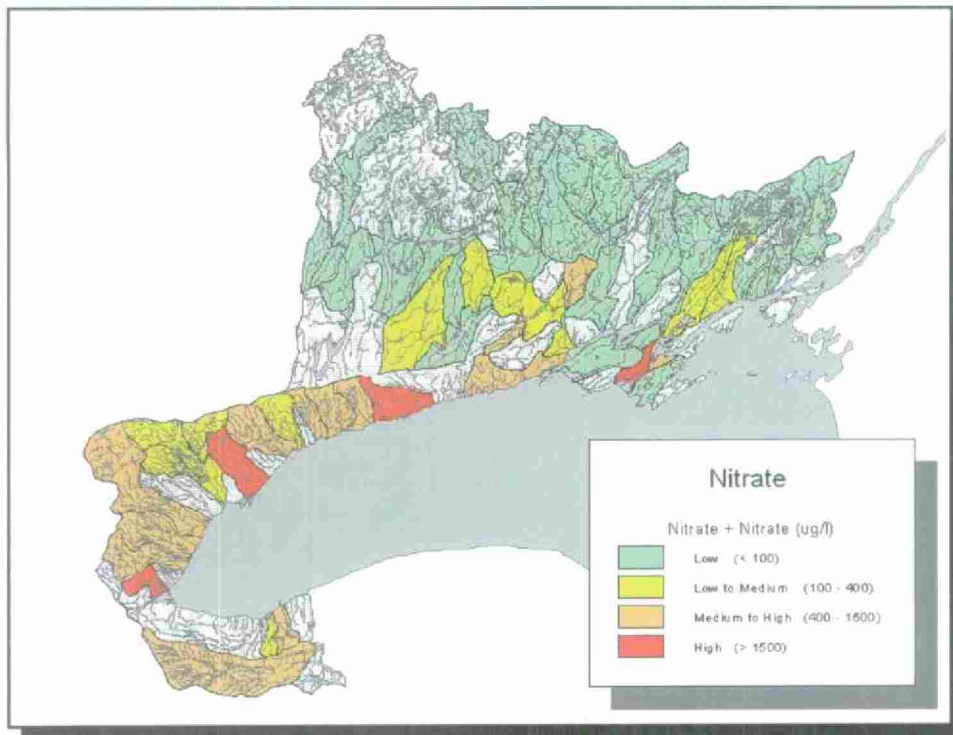 Nitrate
Nitrate + Nitrate (ug/l)
Low (< 100)
Low to Medium (100 - 400)
Medium to High (400 - 1500)
High (> 1500)